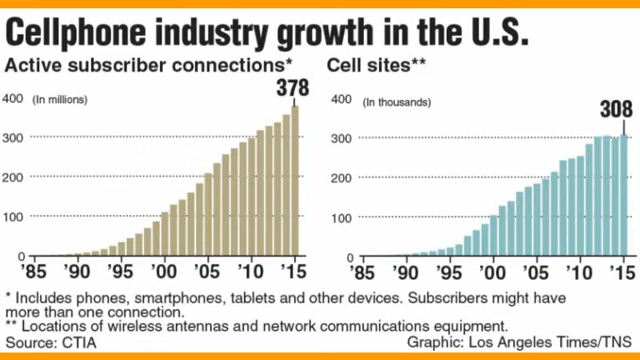 Cellphone industry growth in the U.S.
Active subscriber connections*
378
400 (In millions)
300
200
100
0
'85 '90 '95 '00 '05 '10 '15
Cell sites**
308
400 (In thousands)
300
200
100
0
'85 '90 '95 '00 '05 '10 '15
* Includes phones, smartphones, tablets and other devices. Subscribers might have
more than one connection.
** Locations of wireless antennas and network communications equipment.
Source: CTIA
Graphic: Los Angeles Times/TNS